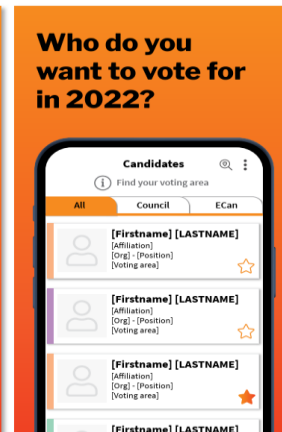 Who do you
want to vote for
in 2022?
Candidates
Find your voting area
All Council ECan
[Firstname] [LASTNAME]
[Affiliation]
[Org] - [Position]
[Voting area]
[Firstname] [LASTNAME]
[Affiliation]
[Org] - [Position]
[Voting area]
[Firstname] [LASTNAME]
[Affiliation]
[Org] - [Position]
[Voting area]
[Firstname] [LASTNAME]